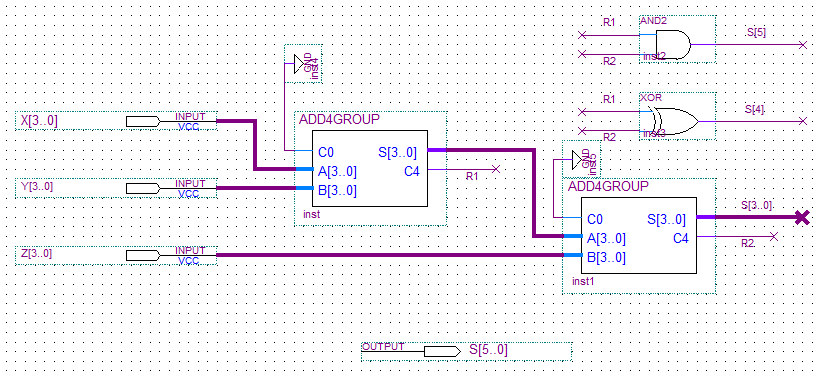 R1 AND2 S[5]
R2 inst2
GND inst4
R1 XOR S[4]
R2 inst3
X[3..0] INPUT VCC
ADD4GROUP
C0 S[3..0]
A[3..0] C4 R1
B[3..0]
inst
Y[3..0] INPUT VCC
GND inst5
ADD4GROUP
C0 S[3..0] S[3..0]
A[3..0] C4 R2
B[3..0]
inst1
Z[3..0] INPUT VCC
OUTPUT S[5..0]